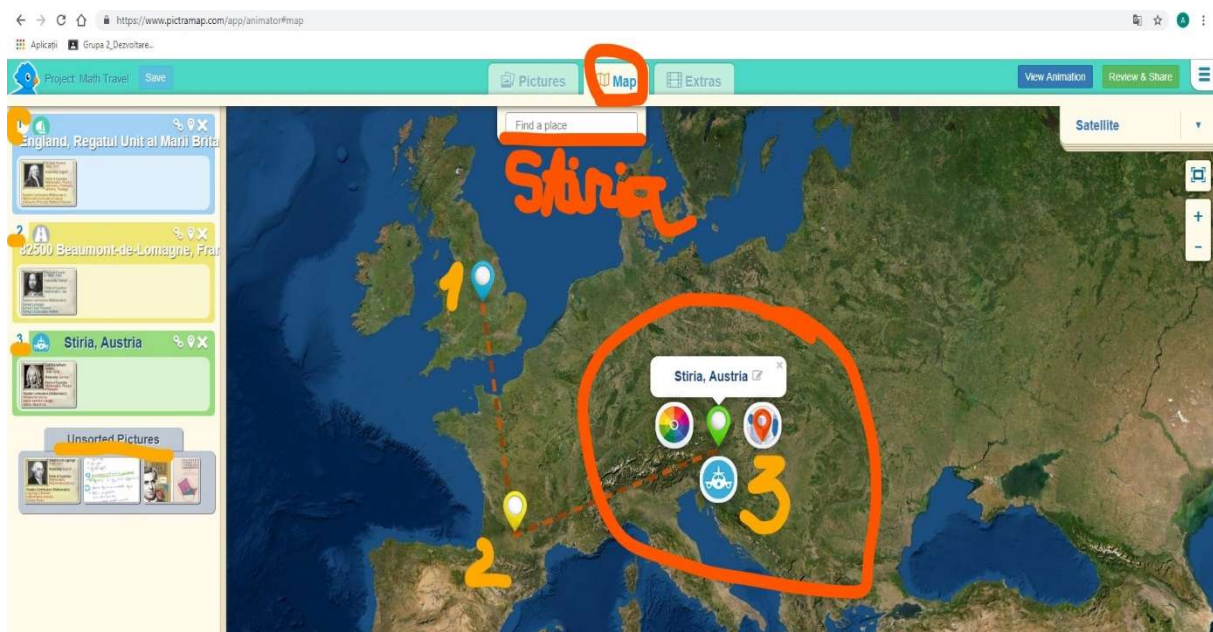 https://www.pictramap.com/app/animator#map
A
Aplicații Grupa 2_Dezvoltare...
Project: Math Travel Save
Pictures Map Extras
View Animation Review & Share
Find a place
Satellite
Stiria
England, Regatul Unit al Marii Brita
2
82500 Beaumont-de-Lomagne, Fran
3 Stiria, Austria
Unsorted Pictures
1
Stiria, Austria
2
3
+
-